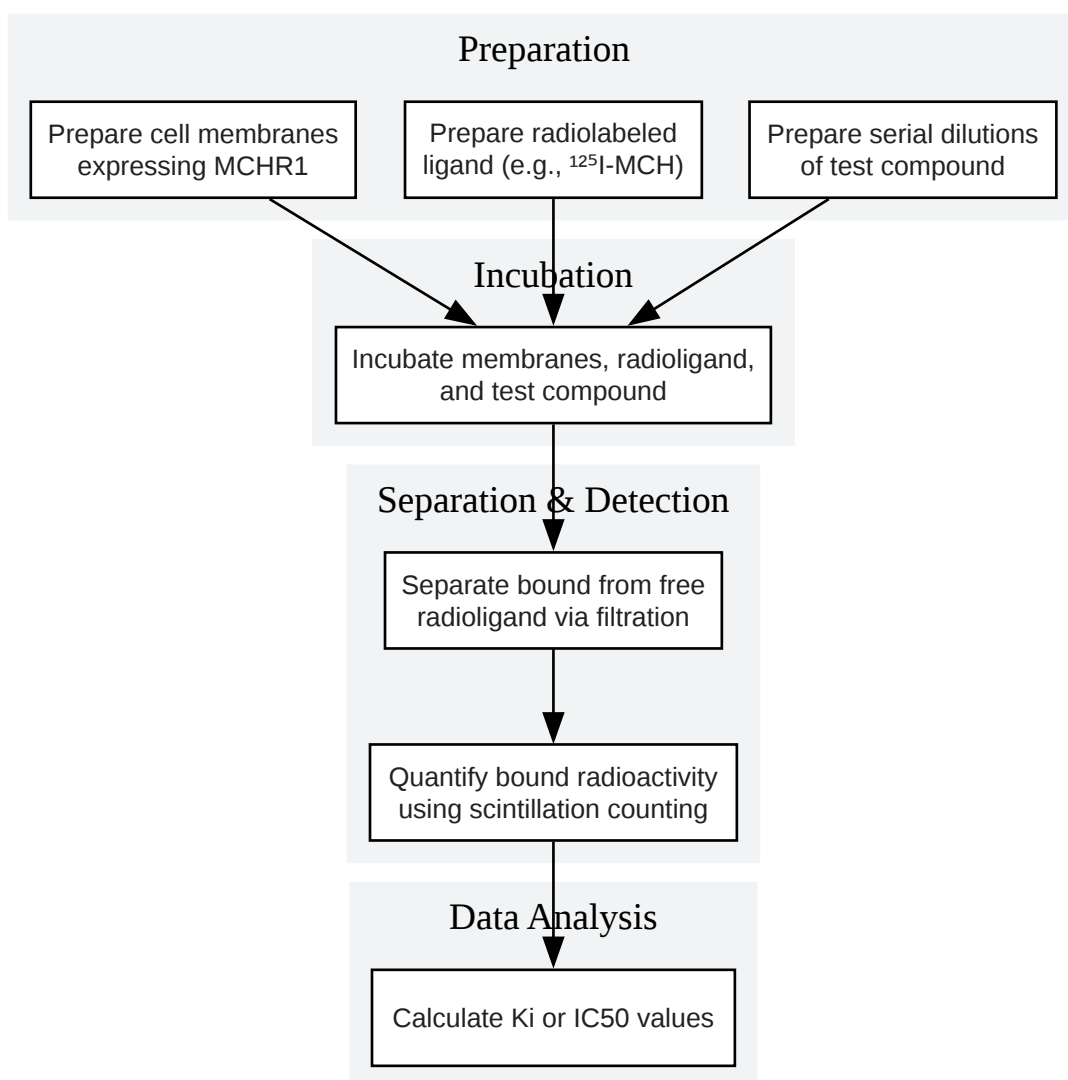 Preparation
Prepare cell membranes
expressing MCHR1
Prepare radiolabeled
ligand (e.g., ¹²⁵I-MCH)
Prepare serial dilutions
of test compound
Incubation
Incubate membranes, radioligand,
and test compound
Separation & Detection
Separate bound from free
radioligand via filtration
Quantify bound radioactivity
using scintillation counting
Data Analysis
Calculate Ki or IC50 values